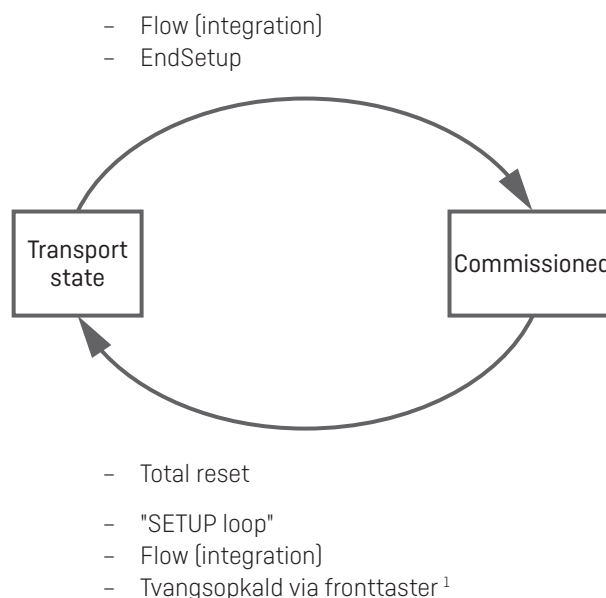 – Flow (integration)
– EndSetup
Transport
state
Commissioned
– Total reset
– "SETUP loop"
– Flow (integration)
– Tvangsopkald via fronttaster ¹